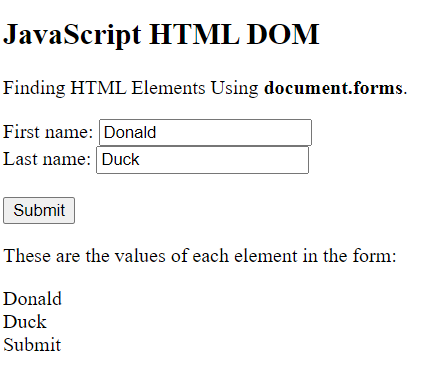 JavaScript HTML DOM
Finding HTML Elements Using document.forms.
First name: Donald
Last name: Duck
Submit
These are the values of each element in the form:
Donald
Duck
Submit